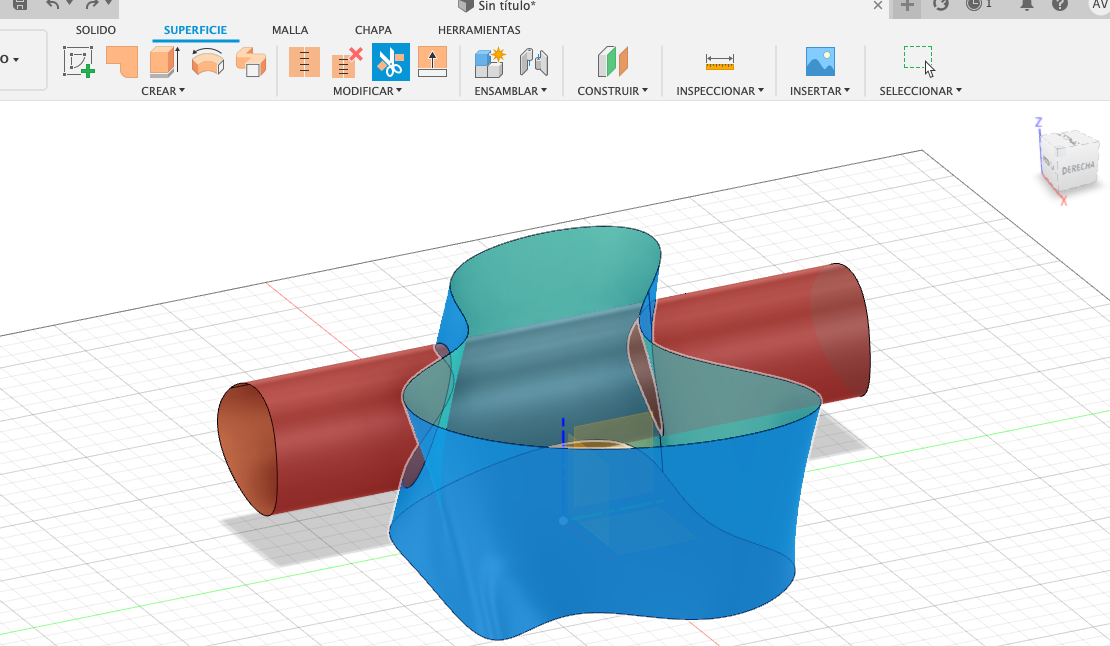 Sin título* 1 AV
SOLIDO SUPERFICIE MALLA CHAPA HERRAMIENTAS
O
CREAR MODIFICAR ENSAMBLAR CONSTRUIR INSPECCIONAR INSERTAR SELECCIONAR
Z
DERECHA
X